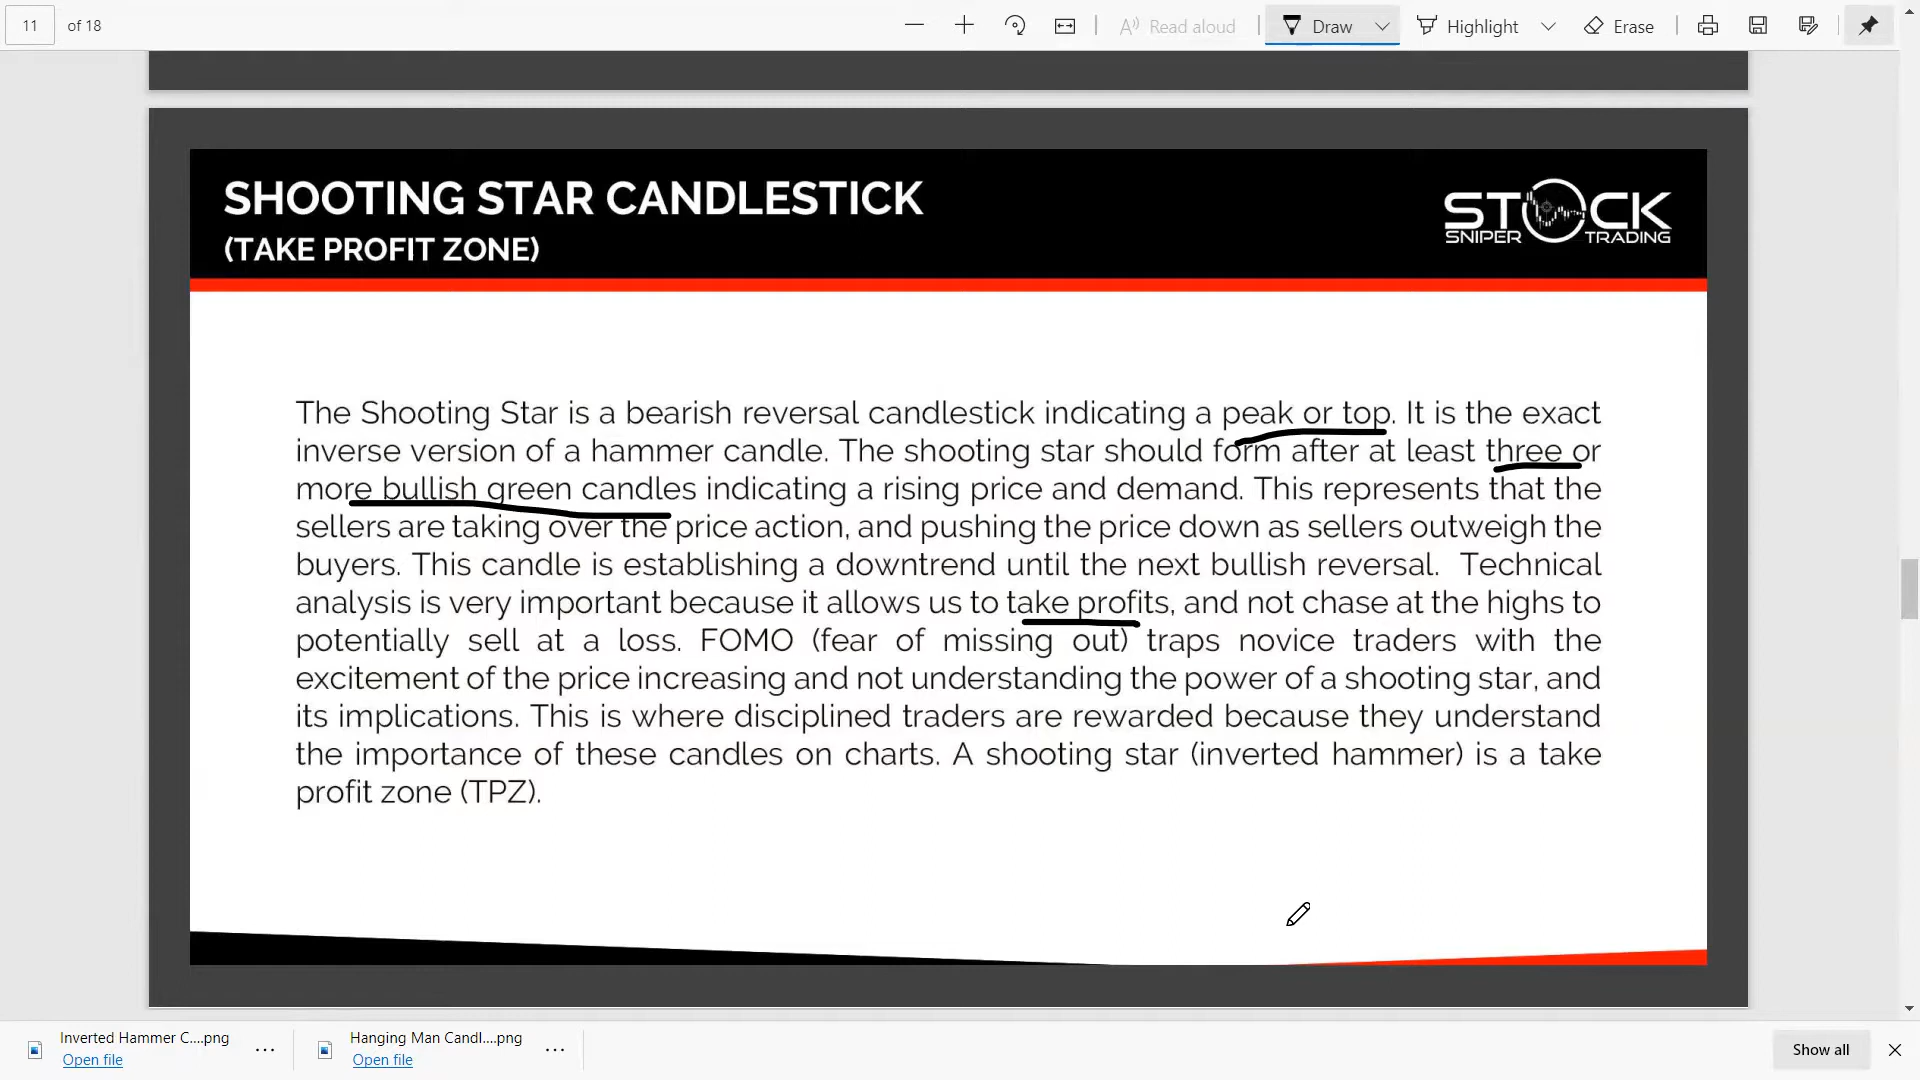 11 of 18 Read aloud Draw Highlight Erase
SHOOTING STAR CANDLESTICK
(TAKE PROFIT ZONE)
STOCK
SNIPER TRADING
The Shooting Star is a bearish reversal candlestick indicating a peak or top. It is the exact
inverse version of a hammer candle. The shooting star should form after at least three or
more bullish green candles indicating a rising price and demand. This represents that the
sellers are taking over the price action, and pushing the price down as sellers outweigh the
buyers. This candle is establishing a downtrend until the next bullish reversal. Technical
analysis is very important because it allows us to take profits, and not chase at the highs to
potentially sell at a loss. FOMO (fear of missing out) traps novice traders with the
excitement of the price increasing and not understanding the power of a shooting star, and
its implications. This is where disciplined traders are rewarded because they understand
the importance of these candles on charts. A shooting star (inverted hammer) is a take
profit zone (TPZ).
Inverted Hammer C....png
Open file
Hanging Man Candl....png
Open file
Show all